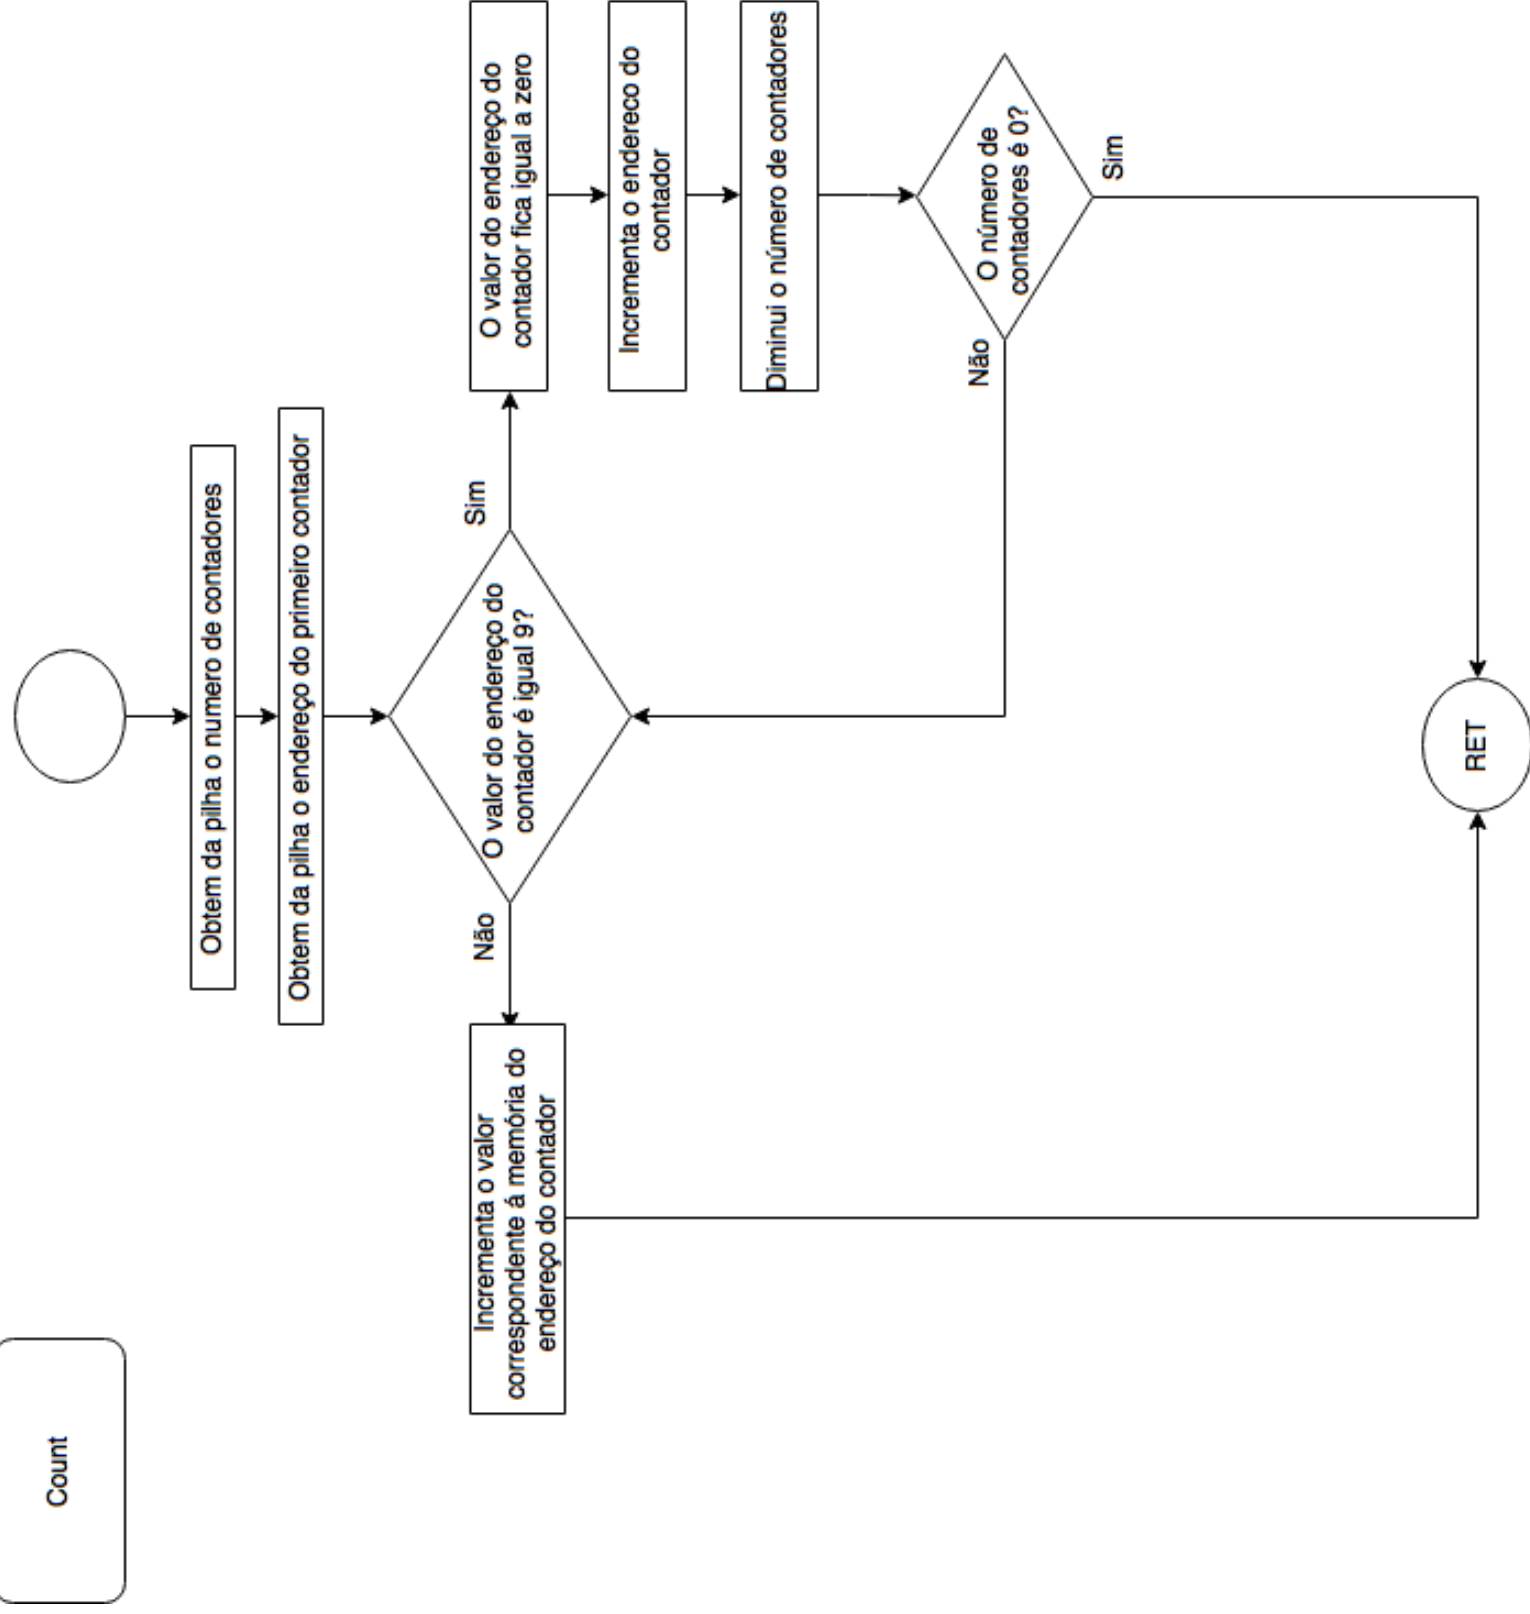 Count
Obtem da pilha o numero de contadores
Obtem da pilha o endereço do primeiro contador
O valor do endereço do
contador é igual 9?
Não
Sim
Incrementa o valor
correspondente á memória do
endereço do contador
O valor do endereço do
contador fica igual a zero
Incrementa o endereco do
contador
Diminui o número de contadores
O número de
contadores é 0?
Não
Sim
RET